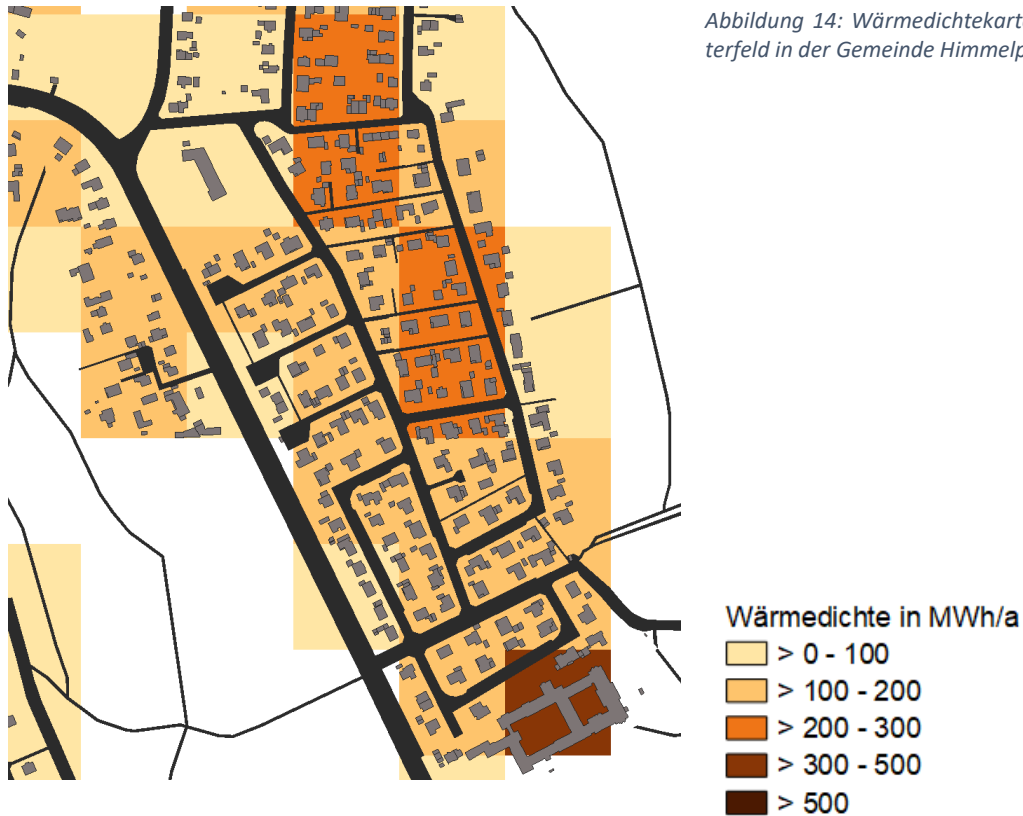 Abbildung 14: Wärmedichtekart
terfeld in der Gemeinde Himmelp
Wärmedichte in MWh/a
> 0 - 100
> 100 - 200
> 200 - 300
> 300 - 500
> 500